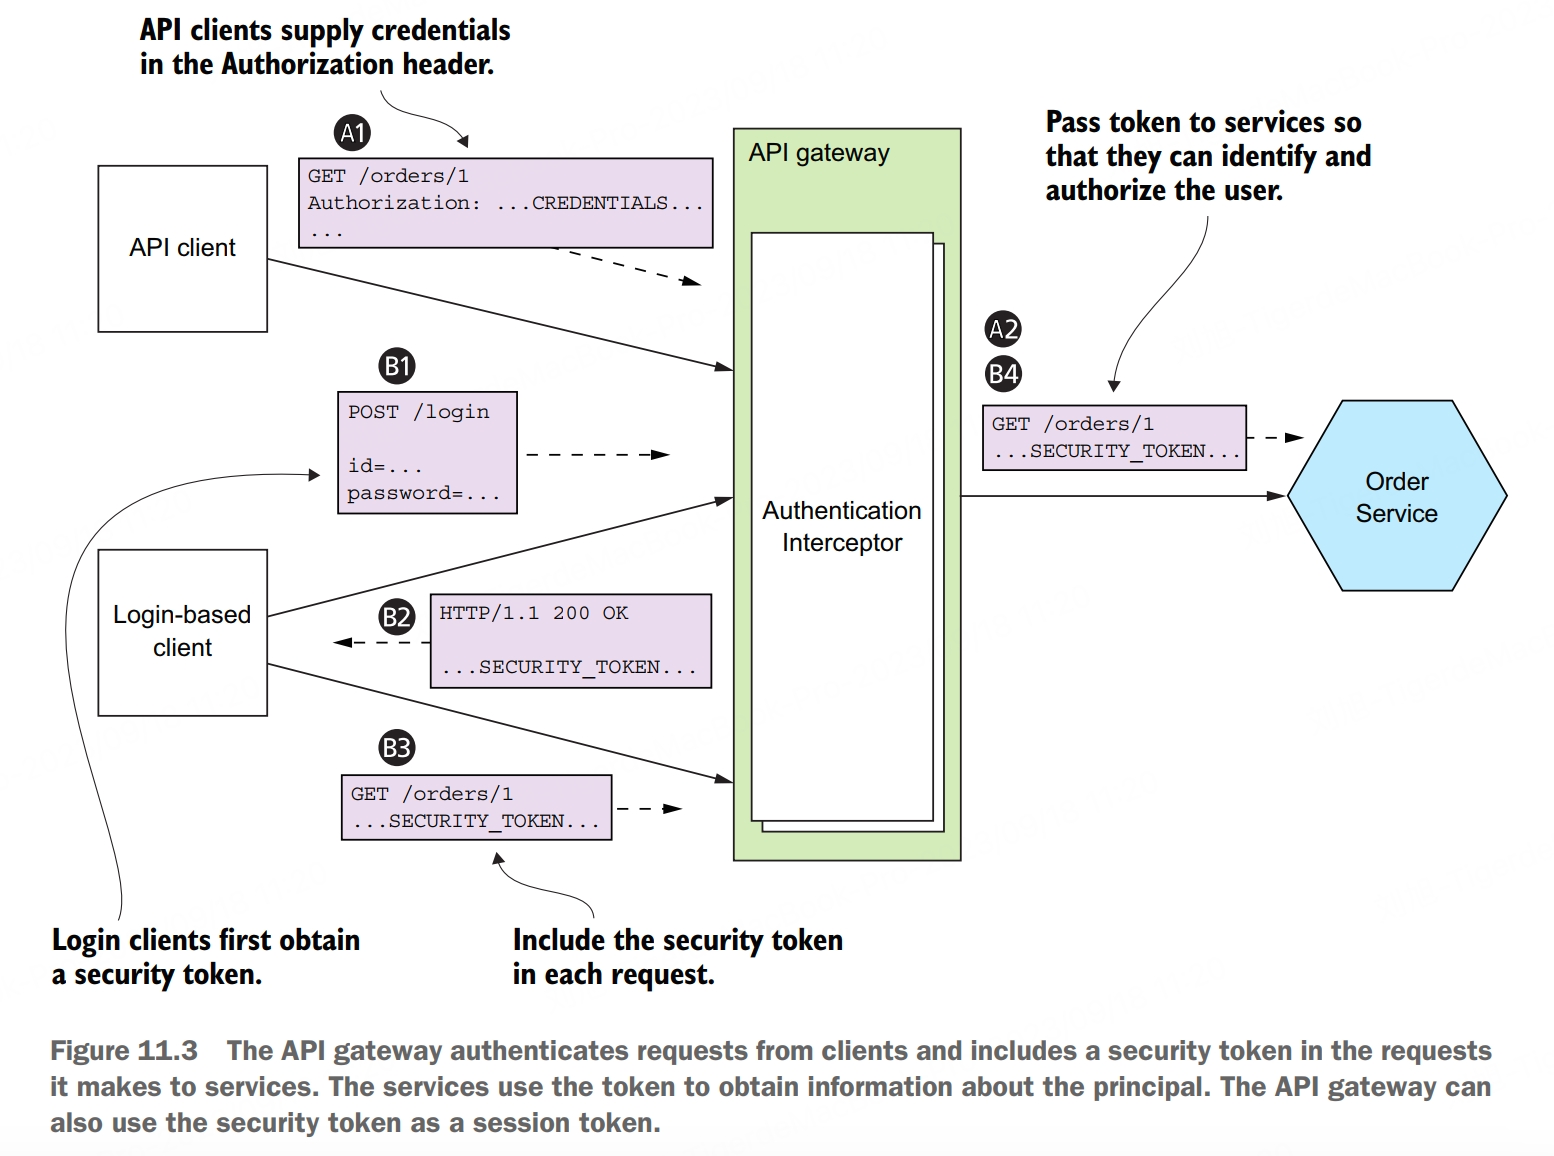 API clients supply credentials
in the Authorization header.
A1
GET /orders/1
Authorization: ...CREDENTIALS...
...
API client
API gateway
Pass token to services so
that they can identify and
authorize the user.
B1
POST /login
id=...
password=...
A2
B4
GET /orders/1
...SECURITY_TOKEN...
Authentication
Interceptor
Order
Service
Login-based
client
B2
HTTP/1.1 200 OK
...SECURITY_TOKEN...
B3
GET /orders/1
...SECURITY_TOKEN...
Login clients first obtain
a security token.
Include the security token
in each request.
Figure 11.3 The API gateway authenticates requests from clients and includes a security token in the requests
it makes to services. The services use the token to obtain information about the principal. The API gateway can
also use the security token as a session token.